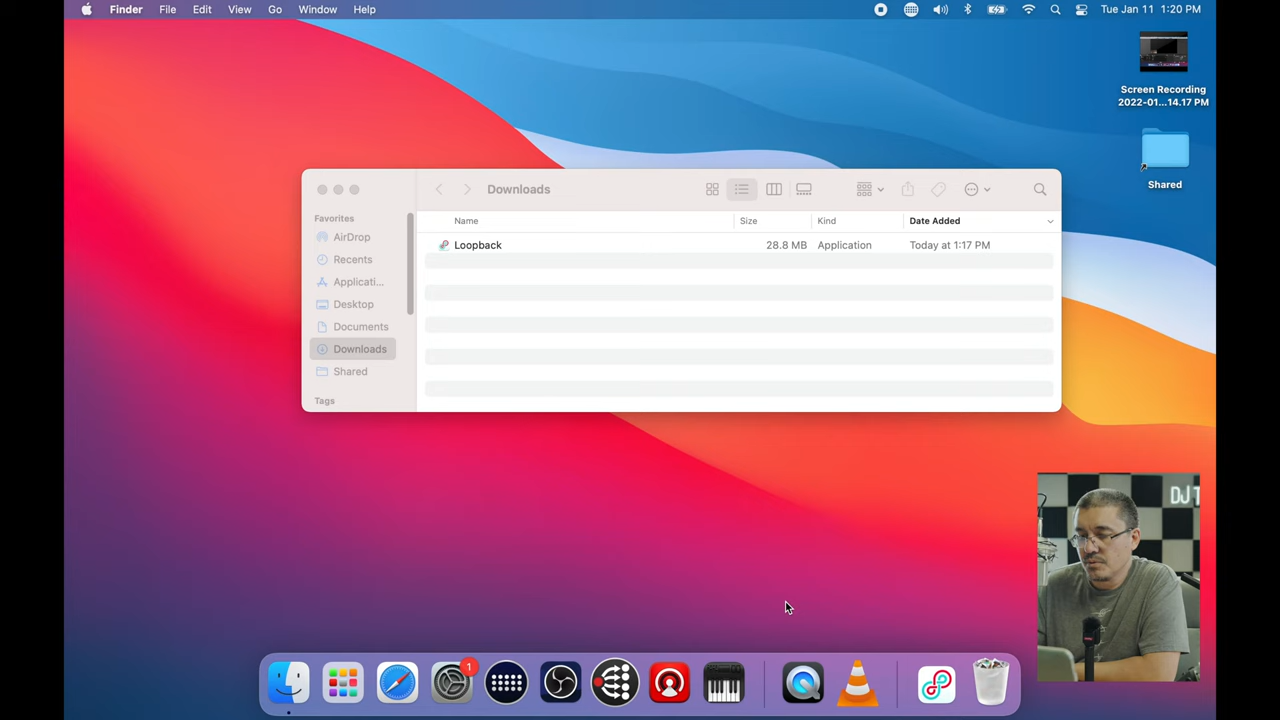 Finder File Edit View Go Window Help
Tue Jan 11 1:20 PM
Screen Recording
2022-01...14.17 PM
Shared
Downloads
Favorites
AirDrop
Recents
Applicati...
Desktop
Documents
Downloads
Shared
Tags
Name Size Kind Date Added
Loopback 28.8 MB Application Today at 1:17 PM
DJ T
1